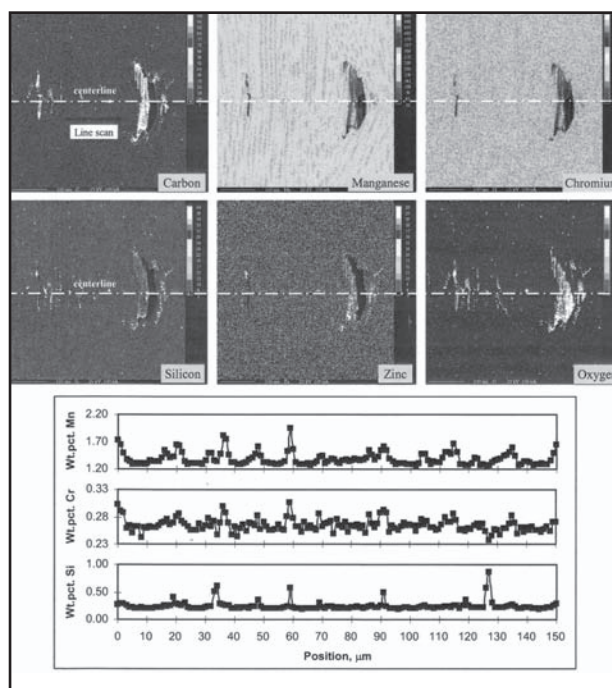 centerline
Line scan
Carbon
Manganese
Chromium
centerline
Silicon
Zinc
Oxygen
Wt.pct. Mn
2.20
1.70
1.20
Wt.pct. Cr
0.33
0.28
0.23
Wt.pct. Si
1.00
0.50
0.00
0 10 20 30 40 50 60 70 80 90 100 110 120 130 140 150
Position, μm